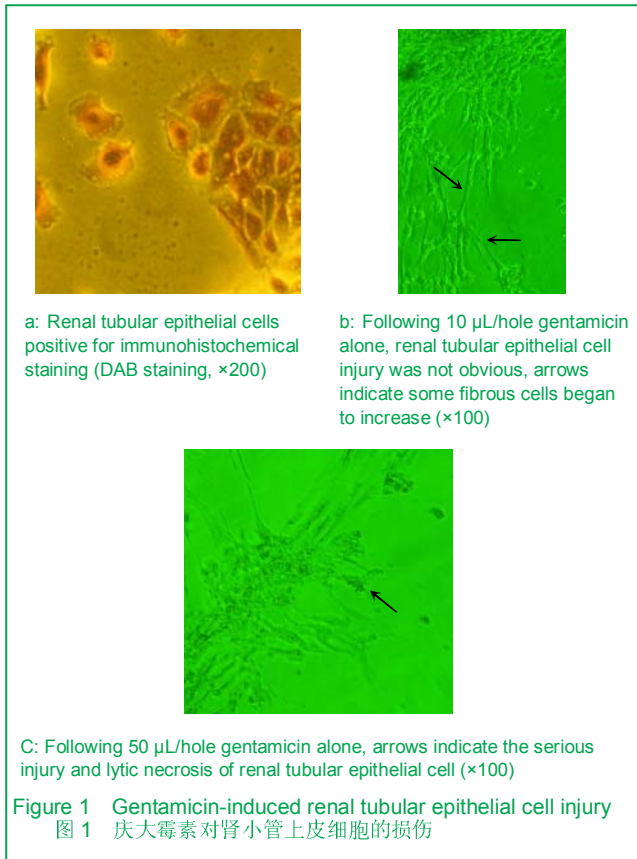 a: Renal tubular epithelial cells
positive for immunohistochemical
staining (DAB staining, ×200)
b: Following 10 μL/hole gentamicin
alone, renal tubular epithelial cell
injury was not obvious, arrows
indicate some fibrous cells began
to increase (×100)
C: Following 50 μL/hole gentamicin alone, arrows indicate the serious
injury and lytic necrosis of renal tubular epithelial cell (×100)
Figure 1 Gentamicin-induced renal tubular epithelial cell injury
图 1 庆大霉素对肾小管上皮细胞的损伤